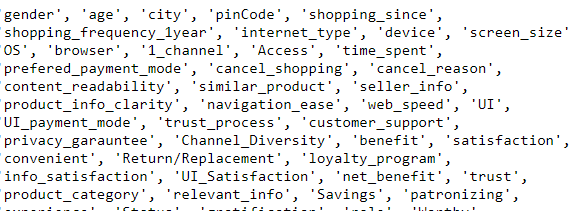 'gender', 'age', 'city', 'pinCode', 'shopping_since',
'shopping_frequency_1year', 'internet_type', 'device', 'screen_size'
'OS', 'browser', '1_channel', 'Access', 'time_spent',
'prefered_payment_mode', 'cancel_shopping', 'cancel_reason',
'content_readability', 'similar_product', 'seller_info',
'product_info_clarity', 'navigation_ease', 'web_speed', 'UI',
'UI_payment_mode', 'trust_process', 'customer_support',
'privacy_garauntee', 'Channel_Diversity', 'benefit', 'satisfaction',
'convenient', 'Return/Replacement', 'loyalty_program',
'info_satisfaction', 'UI_Satisfaction', 'net_benefit', 'trust',
'product_category', 'relevant_info', 'Savings', 'patronizing',